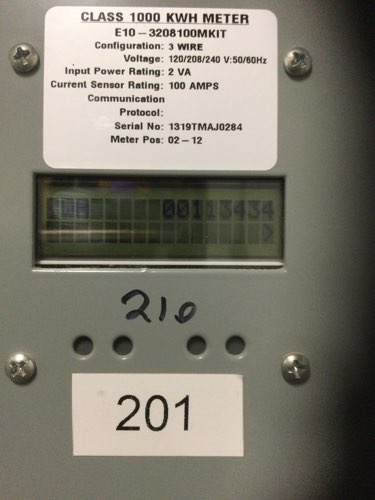 CLASS 1000 KWH METER
E10-3208100MKIT
Configuration: 3 WIRE
Voltage: 120/208/240 V:50/60Hz
Input Power Rating: 2 VA
Current Sensor Rating: 100 AMPS
Communication
Protocol:
Serial No: 1319TMAJ0284
Meter Pos: 02-12
00113434
>
210
201